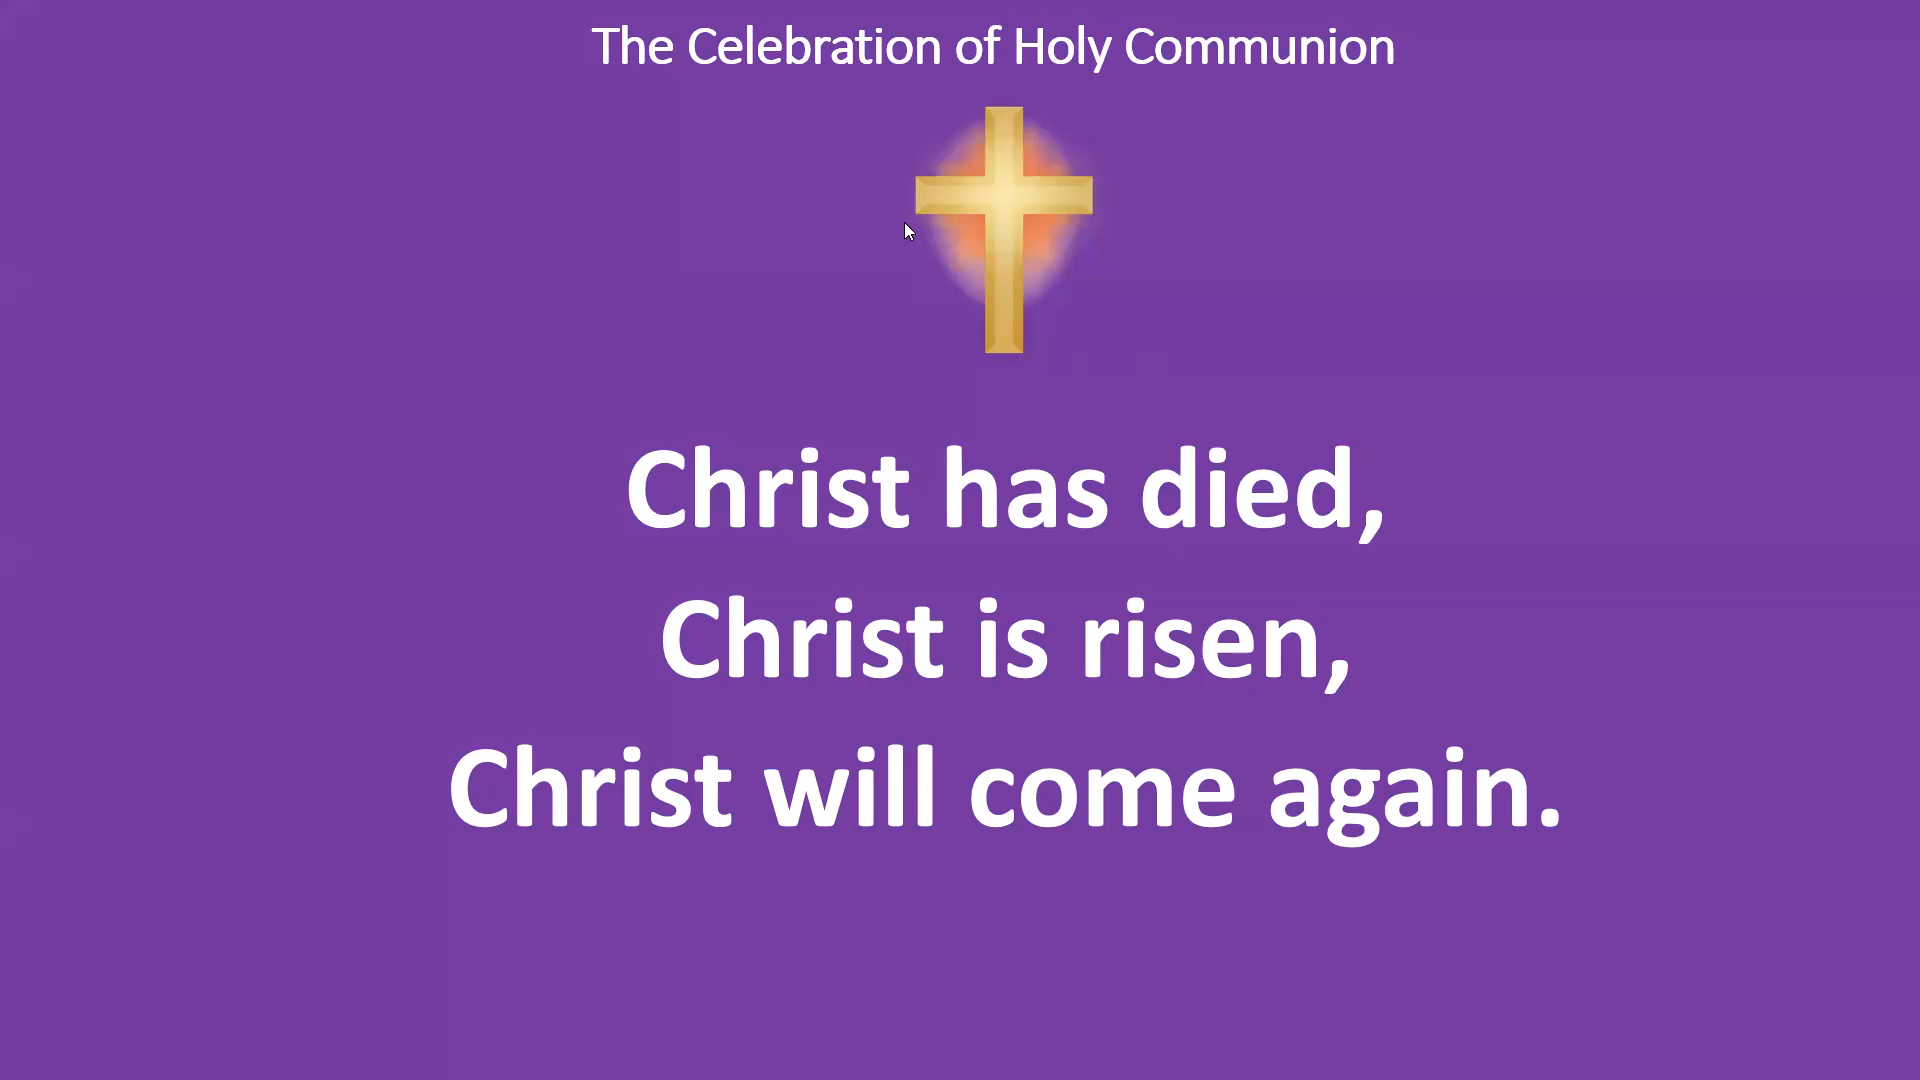 The Celebration of Holy Communion
Christ has died,
Christ is risen,
Christ will come again.